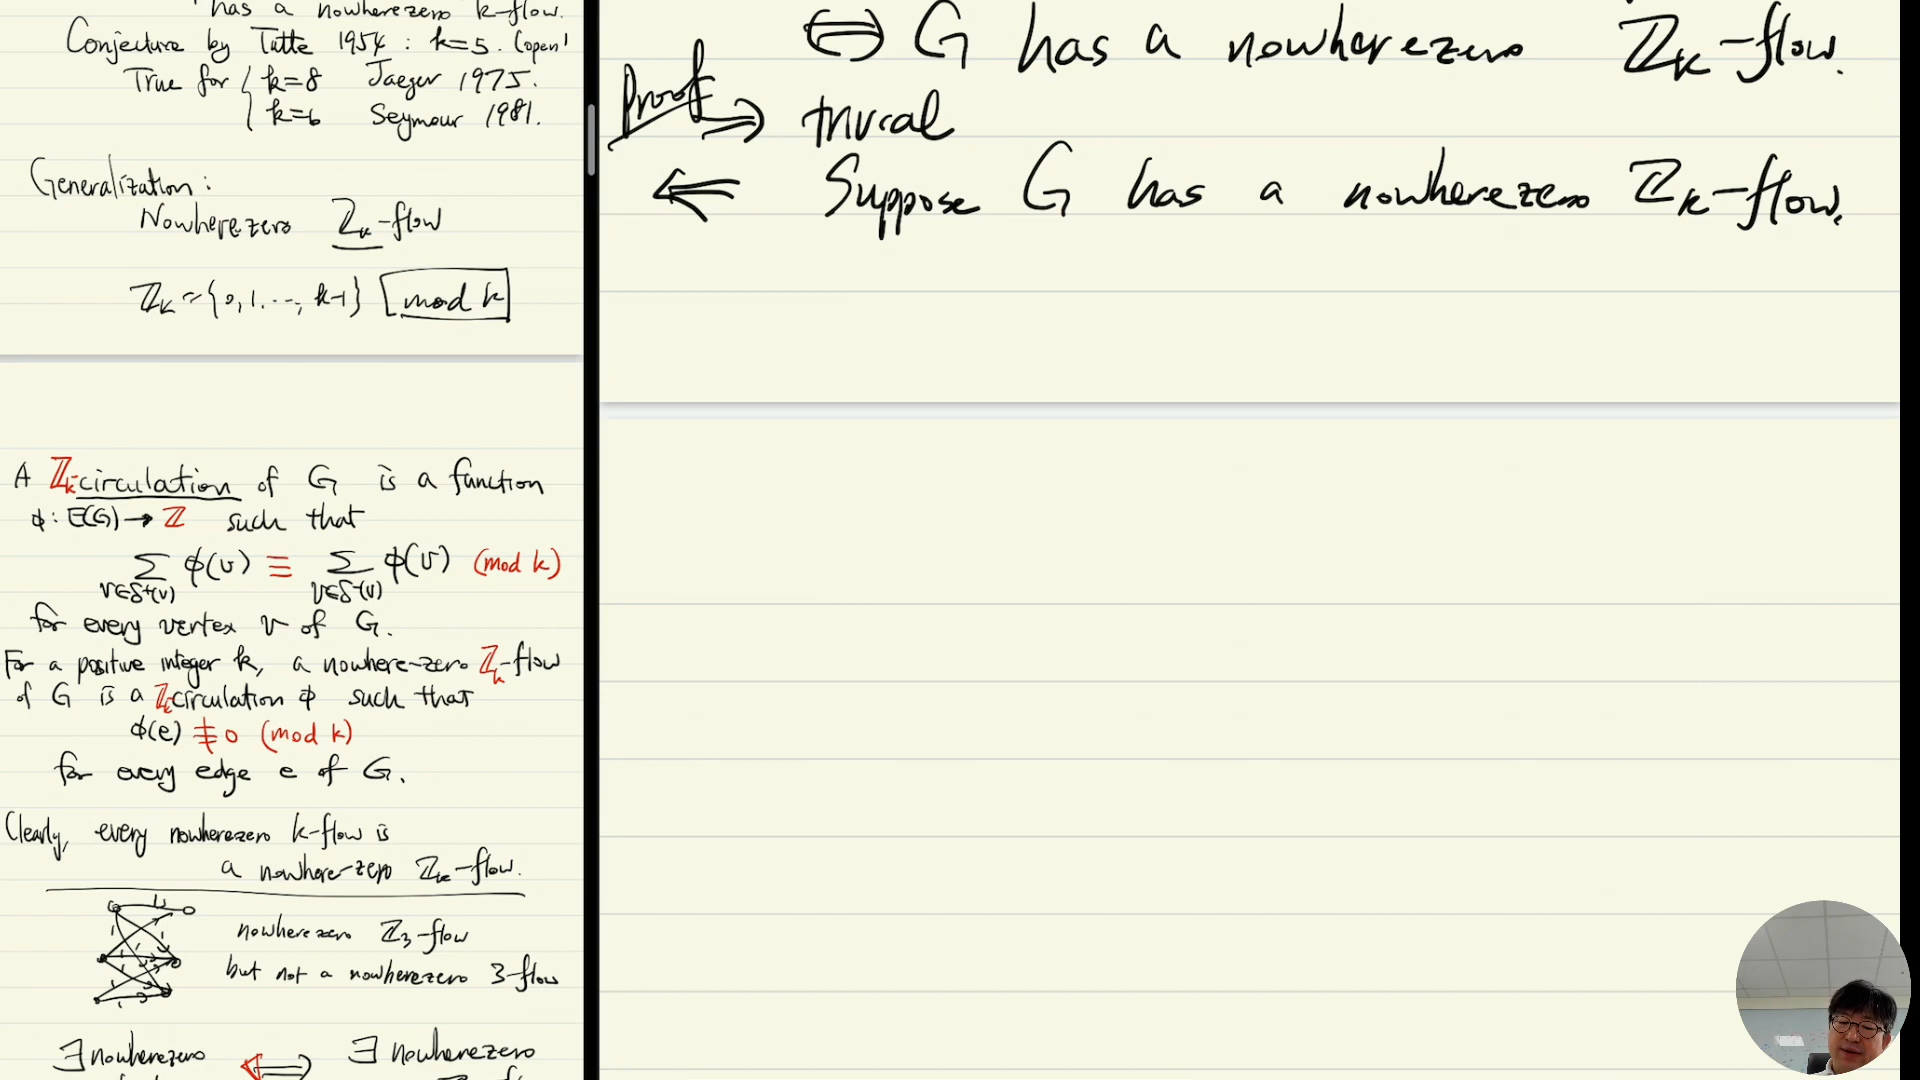 has a nowherezero k-flow.
Conjecture by Tutte 1954 : k=5. (open)
True for { k=8 Jaeger 1975.
k=6 Seymour 1981.
Generalization :
Nowherezero ℤk-flow
ℤk ~ {0,1,...,k-1} [mod k]
A ℤk-circulation of G is a function
φ: E(G) → ℤ such that
Σ φ(v) ≡ Σ φ(v) (mod k)
v∈δ+(v) v∈δ-(v)
for every vertex v of G.
For a positive integer k, a nowhere-zero ℤk-flow
of G is a ℤk-circulation φ such that
φ(e) ≢ 0 (mod k)
for every edge e of G.
Clearly, every nowherezero k-flow is
a nowhere-zero ℤk-flow.
nowherezero ℤ3-flow
but not a nowherezero 3-flow
∃ nowherezero ⇔ ∃ nowherezero
⇔ G has a nowherezero ℤk-flow.
Proof ⇒ trivial
⇐ Suppose G has a nowherezero ℤk-flow.